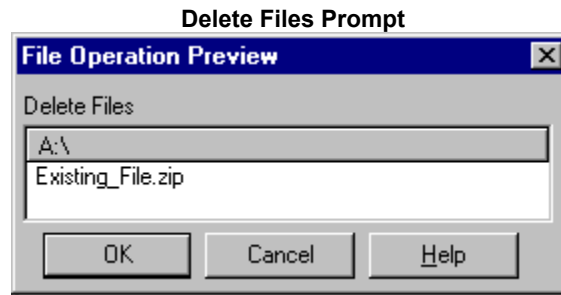 Delete Files Prompt
File Operation Preview
Delete Files
A:\
Existing_File.zip
OK Cancel Help